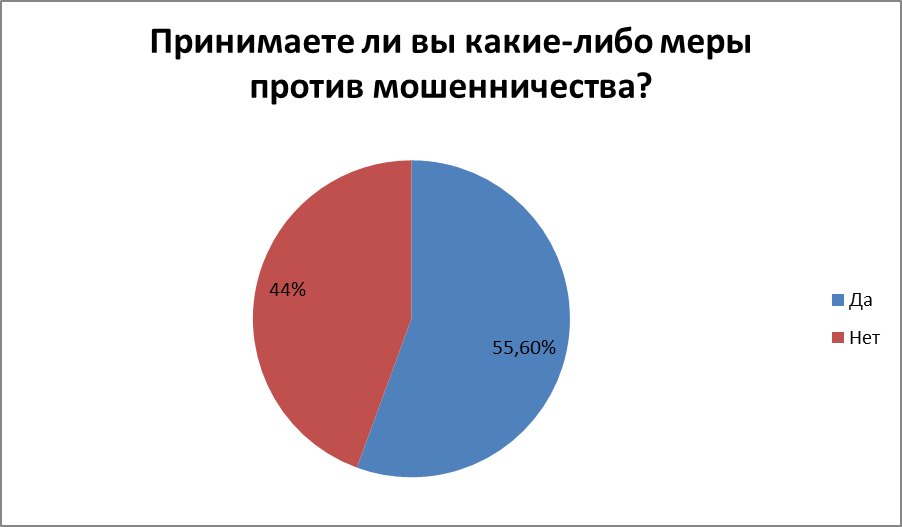 Принимаете ли вы какие-либо меры
против мошенничества?
44%
55,60%
Да
Нет